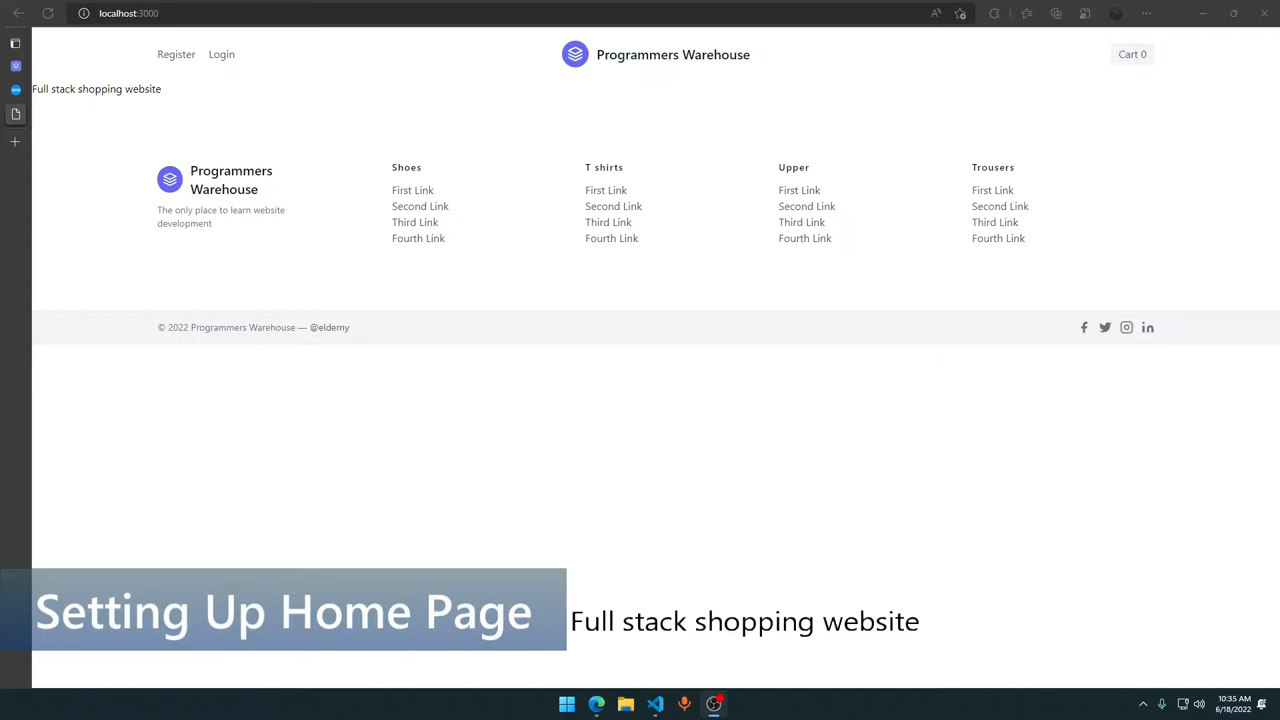 localhost:3000
Register Login Programmers Warehouse Cart 0
Full stack shopping website
Programmers
Warehouse
The only place to learn website
development
Shoes
First Link
Second Link
Third Link
Fourth Link
T shirts
First Link
Second Link
Third Link
Fourth Link
Upper
First Link
Second Link
Third Link
Fourth Link
Trousers
First Link
Second Link
Third Link
Fourth Link
© 2022 Programmers Warehouse — @elderny
Setting Up Home Page
Full stack shopping website
10:35 AM
6/18/2022